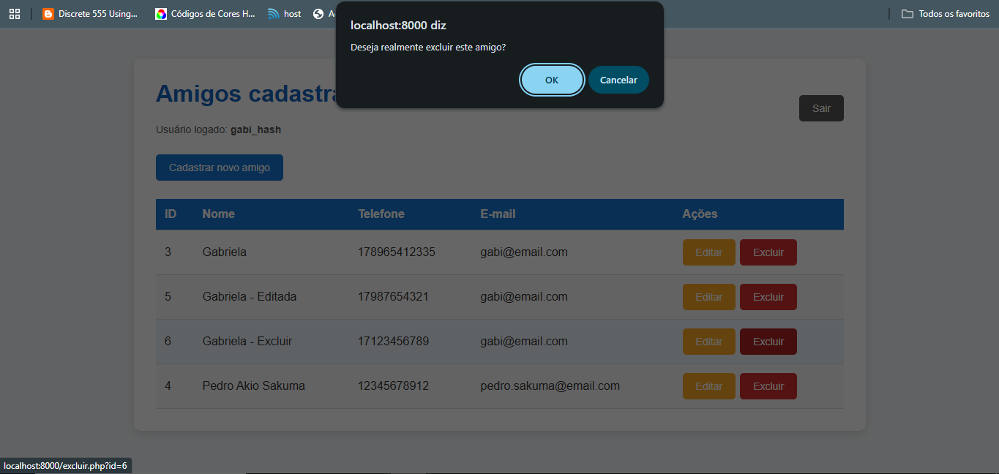 Discrete 555 Using...
Códigos de Cores H...
host
Todos os favoritos
localhost:8000 diz
Deseja realmente excluir este amigo?
OK
Cancelar
Amigos
Sair
Usuário logado: gabi_hash
Cadastrar novo amigo
ID Nome Telefone E-mail Ações
3 Gabriela 178965412335 gabi@email.com Editar Excluir
5 Gabriela - Editada 17987654321 gabi@email.com Editar Excluir
6 Gabriela - Excluir 17123456789 gabi@email.com Editar Excluir
4 Pedro Akio Sakuma 12345678912 pedro.sakuma@email.com Editar Excluir
localhost:8000/excluir.php?id=6